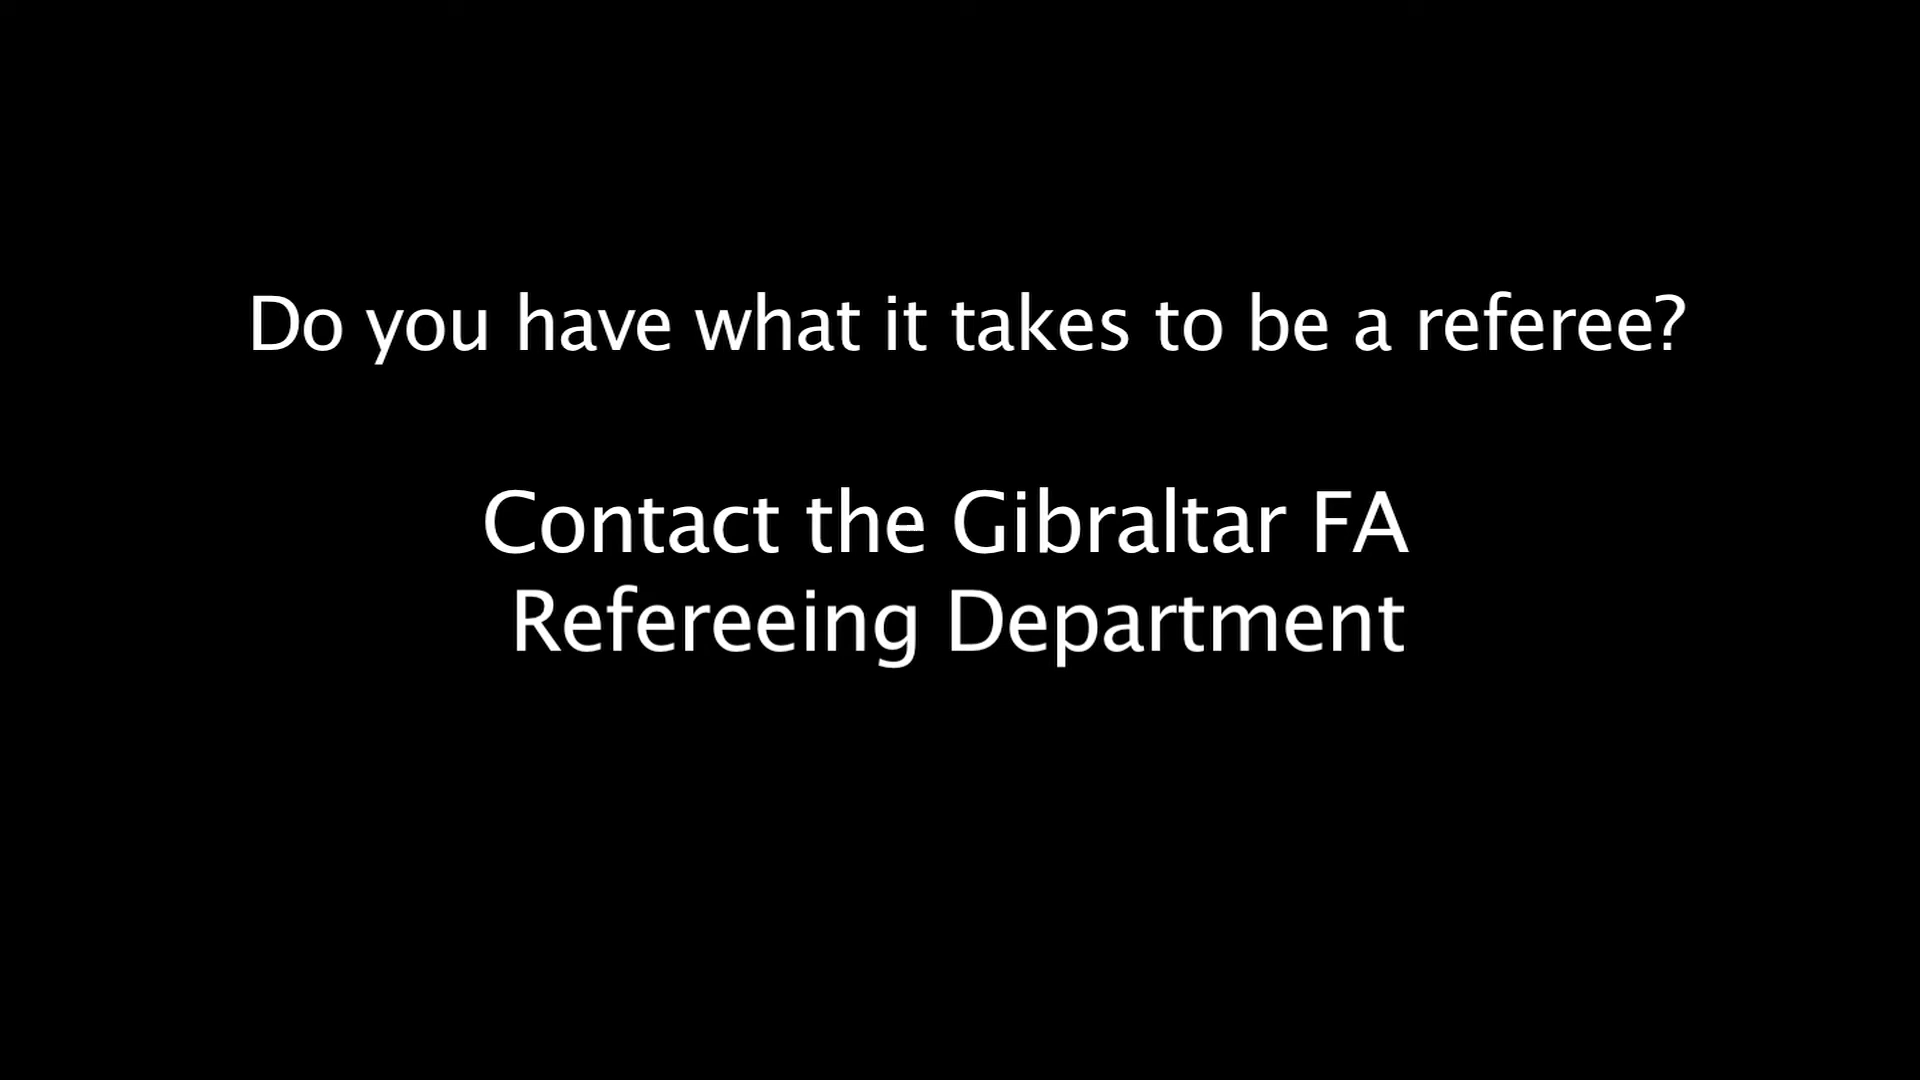 Do you have what it takes to be a referee?
Contact the Gibraltar FA
Refereeing Department